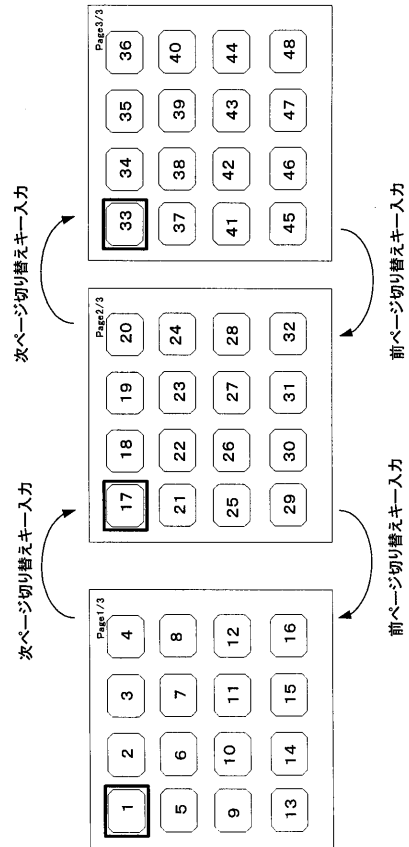 次ページ切り替えキー入力
次ページ切り替えキー入力
Page1/3
1 2 3 4
5 6 7 8
9 10 11 12
13 14 15 16
Page2/3
17 18 19 20
21 22 23 24
25 26 27 28
29 30 31 32
Page3/3
33 34 35 36
37 38 39 40
41 42 43 44
45 46 47 48
前ページ切り替えキー入力
前ページ切り替えキー入力